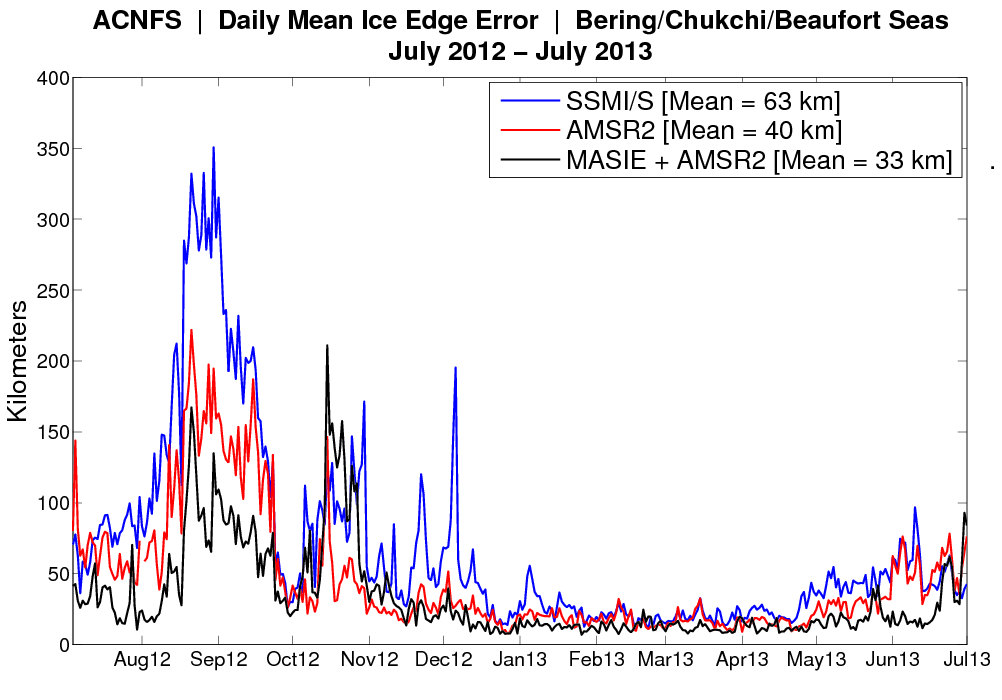 ACNFS | Daily Mean Ice Edge Error | Bering/Chukchi/Beaufort Seas
July 2012 – July 2013
SSMI/S [Mean = 63 km]
AMSR2 [Mean = 40 km]
MASIE + AMSR2 [Mean = 33 km]
Kilometers
400
350
300
250
200
150
100
50
0
Aug12 Sep12 Oct12 Nov12 Dec12 Jan13 Feb13 Mar13 Apr13 May13 Jun13 Jul13